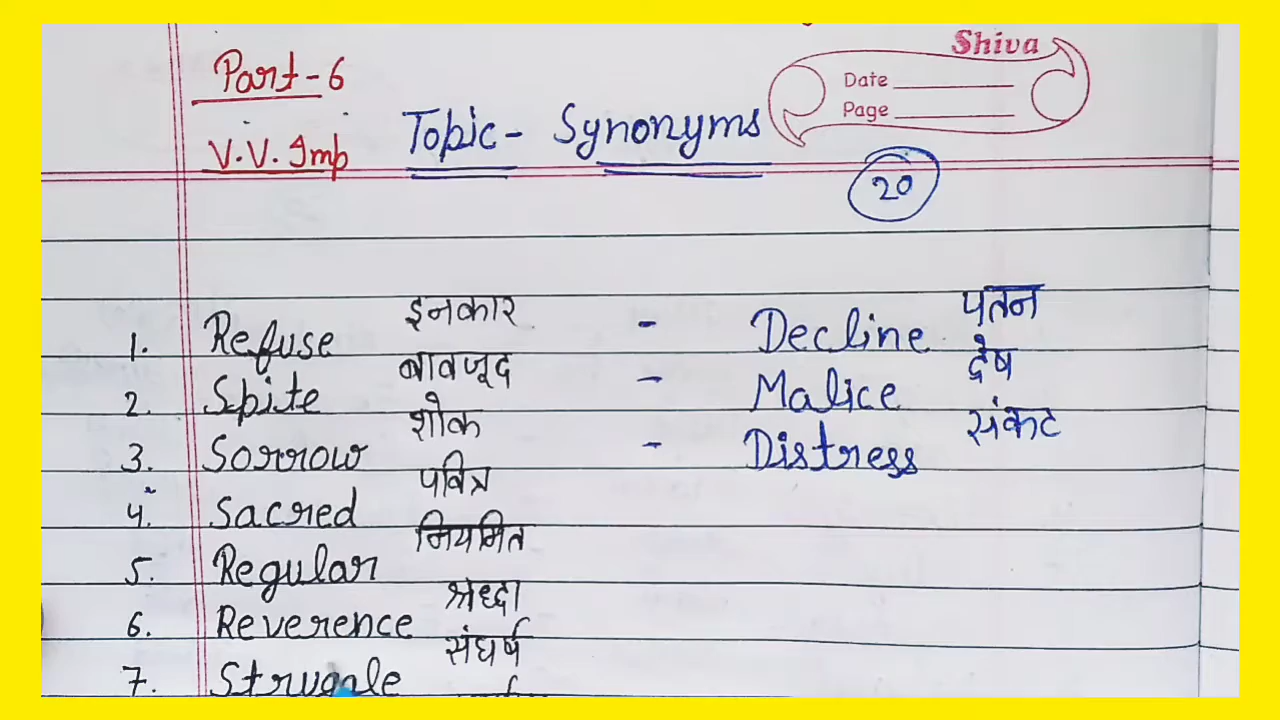 Shiva
Part-6
Date
Page
V.V. Imp
Topic- Synonyms
20
1. Refuse इनकार - Decline पतन
2. Spite बावजूद - Malice द्वेष
3. Sorrow शोक - Distress संकट
4. Sacred पवित्र
5. Regular नियमित
6. Reverence श्रध्दा
7. Struggle संघर्ष